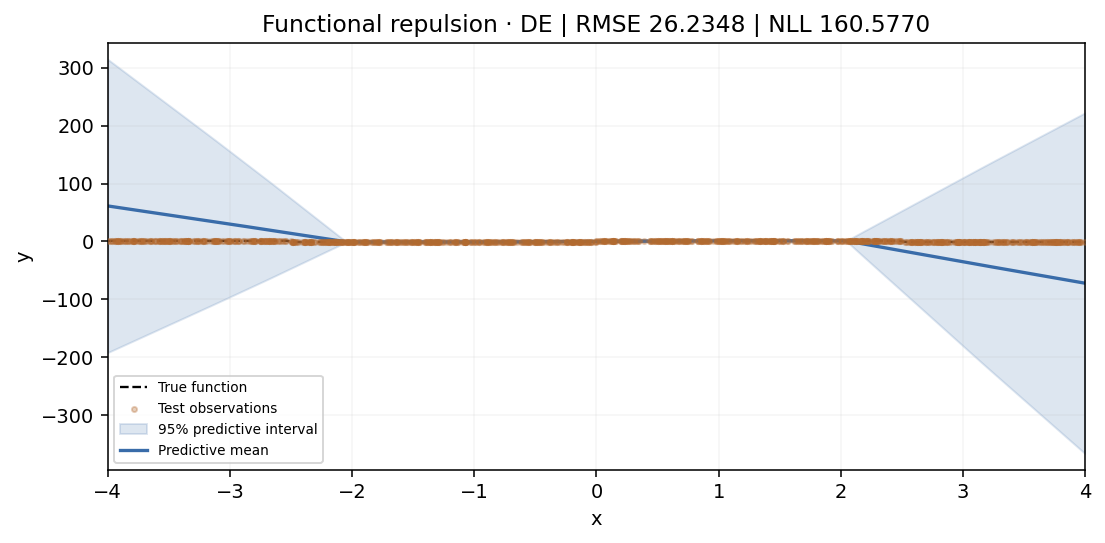 Functional repulsion · DE | RMSE 26.2348 | NLL 160.5770
y
300
200
100
0
−100
−200
−300
True function
Test observations
95% predictive interval
Predictive mean
−4 −3 −2 −1 0 1 2 3 4
x